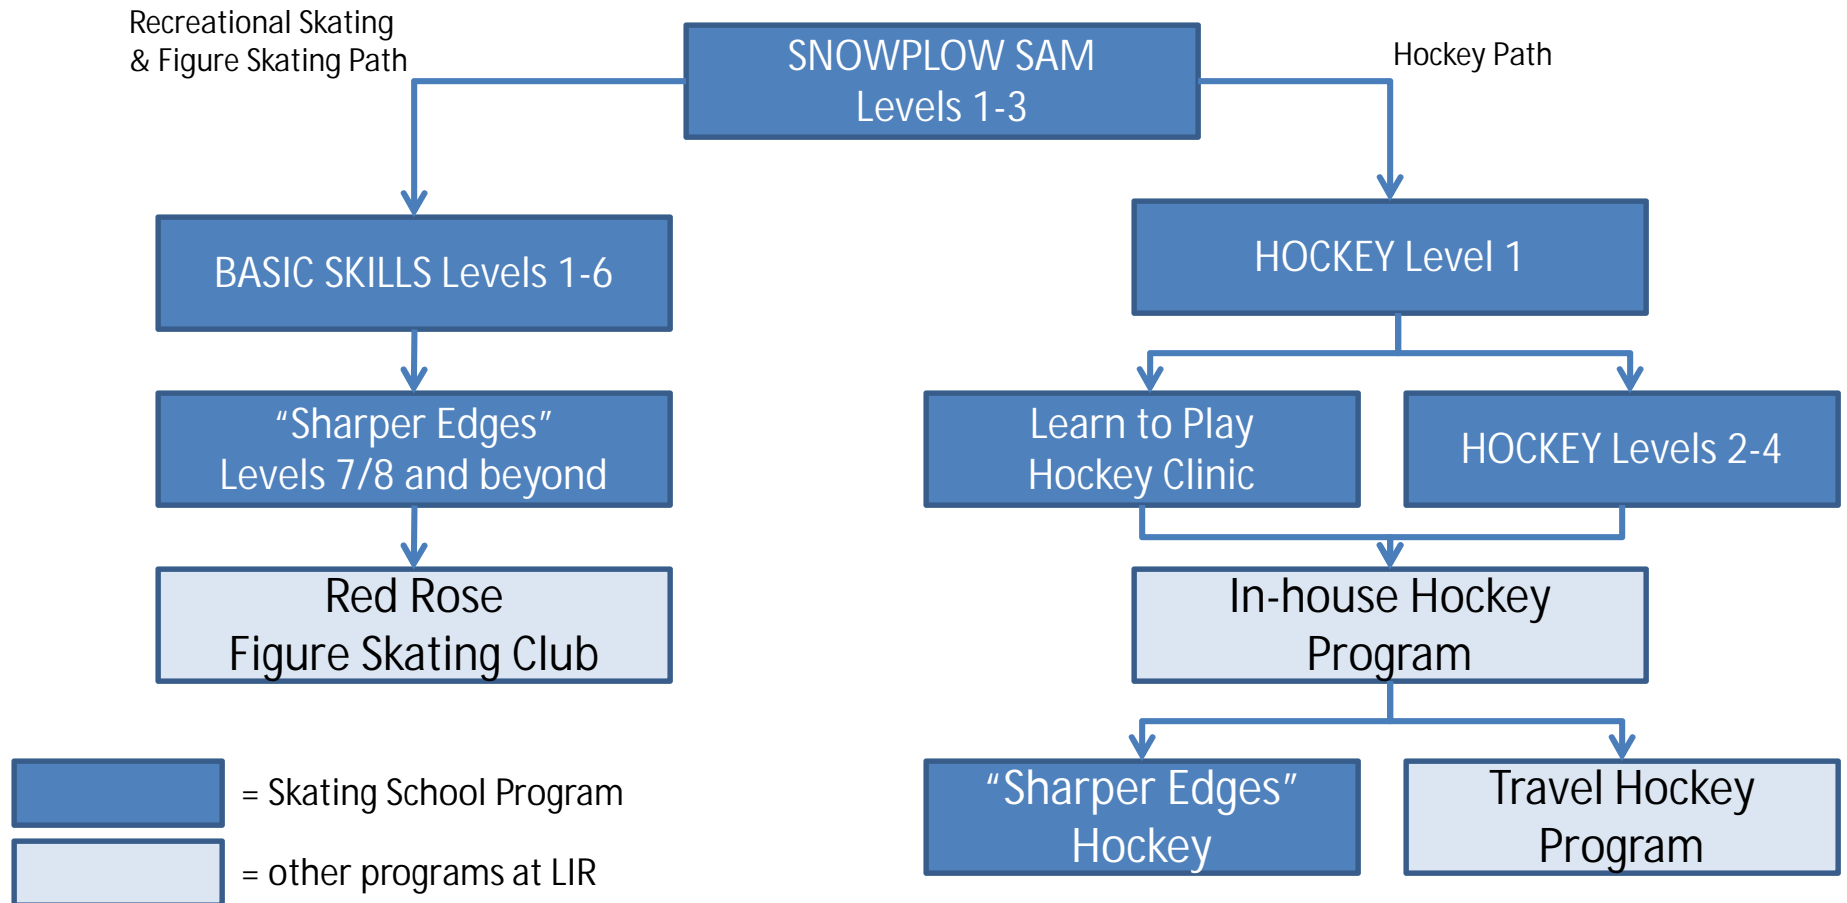 Recreational Skating
& Figure Skating Path
SNOWPLOW SAM
Levels 1-3
Hockey Path
BASIC SKILLS Levels 1-6
HOCKEY Level 1
“Sharper Edges”
Levels 7/8 and beyond
Learn to Play
Hockey Clinic
HOCKEY Levels 2-4
Red Rose
Figure Skating Club
In-house Hockey
Program
“Sharper Edges”
Hockey
Travel Hockey
Program
= Skating School Program
= other programs at LIR